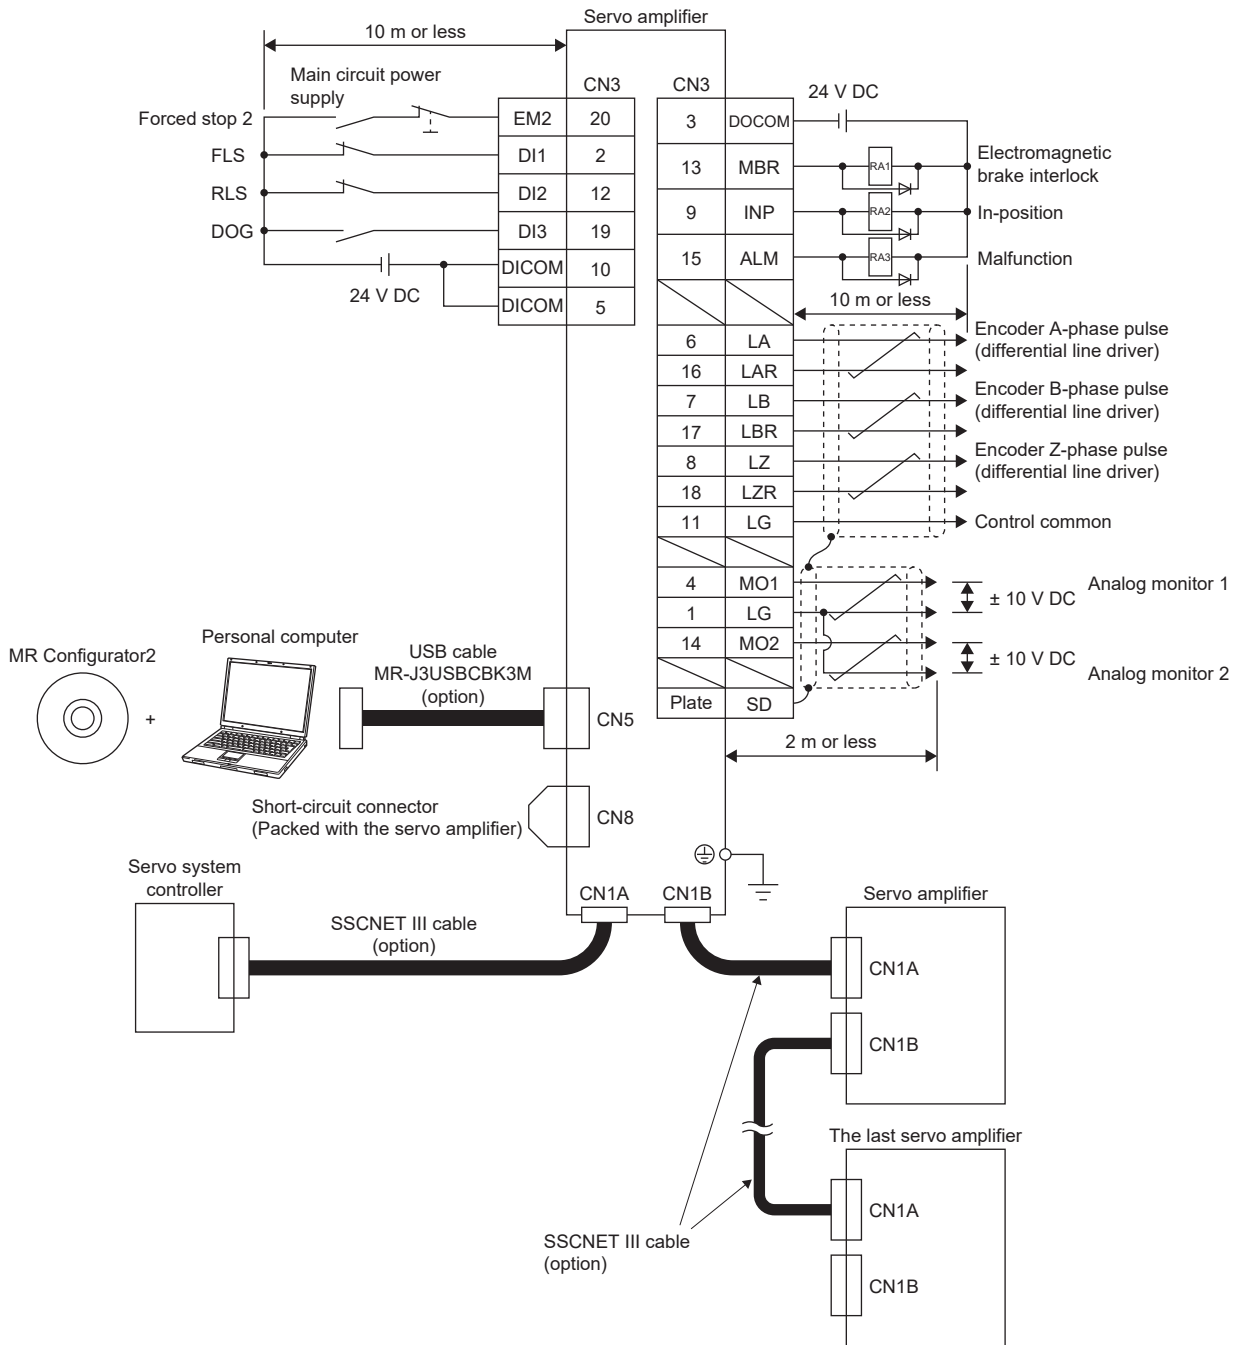 Servo amplifier
10 m or less
Main circuit power
supply
CN3
CN3
24 V DC
Forced stop 2
EM2
20
3
DOCOM
FLS
DI1
2
13
MBR
RA1
Electromagnetic
brake interlock
RLS
DI2
12
9
INP
RA2
In-position
DOG
DI3
19
15
ALM
RA3
Malfunction
DICOM
10
24 V DC
DICOM
5
10 m or less
6
LA
Encoder A-phase pulse
(differential line driver)
16
LAR
7
LB
Encoder B-phase pulse
(differential line driver)
17
LBR
8
LZ
Encoder Z-phase pulse
(differential line driver)
18
LZR
11
LG
Control common
4
MO1
Analog monitor 1
± 10 V DC
1
LG
14
MO2
± 10 V DC
Analog monitor 2
Plate
SD
2 m or less
MR Configurator2
+
Personal computer
USB cable
MR-J3USBCBK3M
(option)
CN5
Short-circuit connector
(Packed with the servo amplifier)
CN8
Servo system
controller
CN1A
CN1B
SSCNET III cable
(option)
Servo amplifier
CN1A
CN1B
The last servo amplifier
CN1A
CN1B
SSCNET III cable
(option)